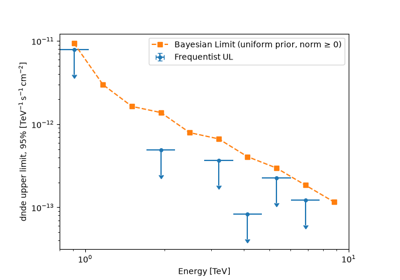 10⁻¹¹
10⁻¹²
10⁻¹³
dnde upper limit, 95% [TeV⁻¹ s⁻¹ cm⁻²]
Bayesian Limit (uniform prior, norm ≥ 0)
Frequentist UL
10⁰
10¹
Energy [TeV]